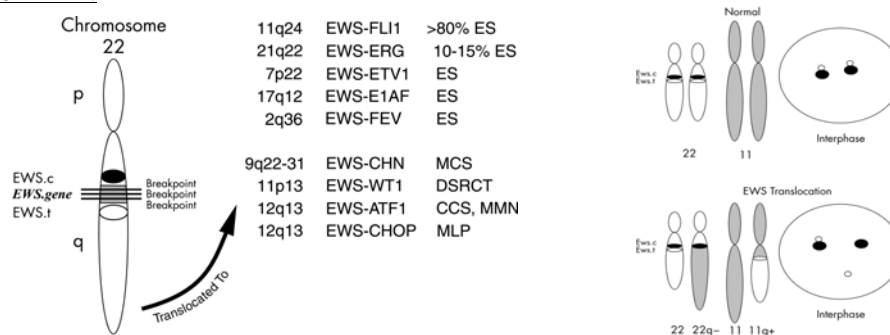 Chromosome
22
p
EWS.c
EWS.gene
EWS.t
Breakpoint
Breakpoint
Breakpoint
q
Translocated To
11q24 EWS-FLI1 >80% ES
21q22 EWS-ERG 10-15% ES
7p22 EWS-ETV1 ES
17q12 EWS-E1AF ES
2q36 EWS-FEV ES
9q22-31 EWS-CHN MCS
11p13 EWS-WT1 DSRCT
12q13 EWS-ATF1 CCS, MMN
12q13 EWS-CHOP MLP
Normal
Ews.c
Ews.t
22 11
Interphase
EWS Translocation
Ews.c
Ews.t
22 22q− 11 11q+
Interphase